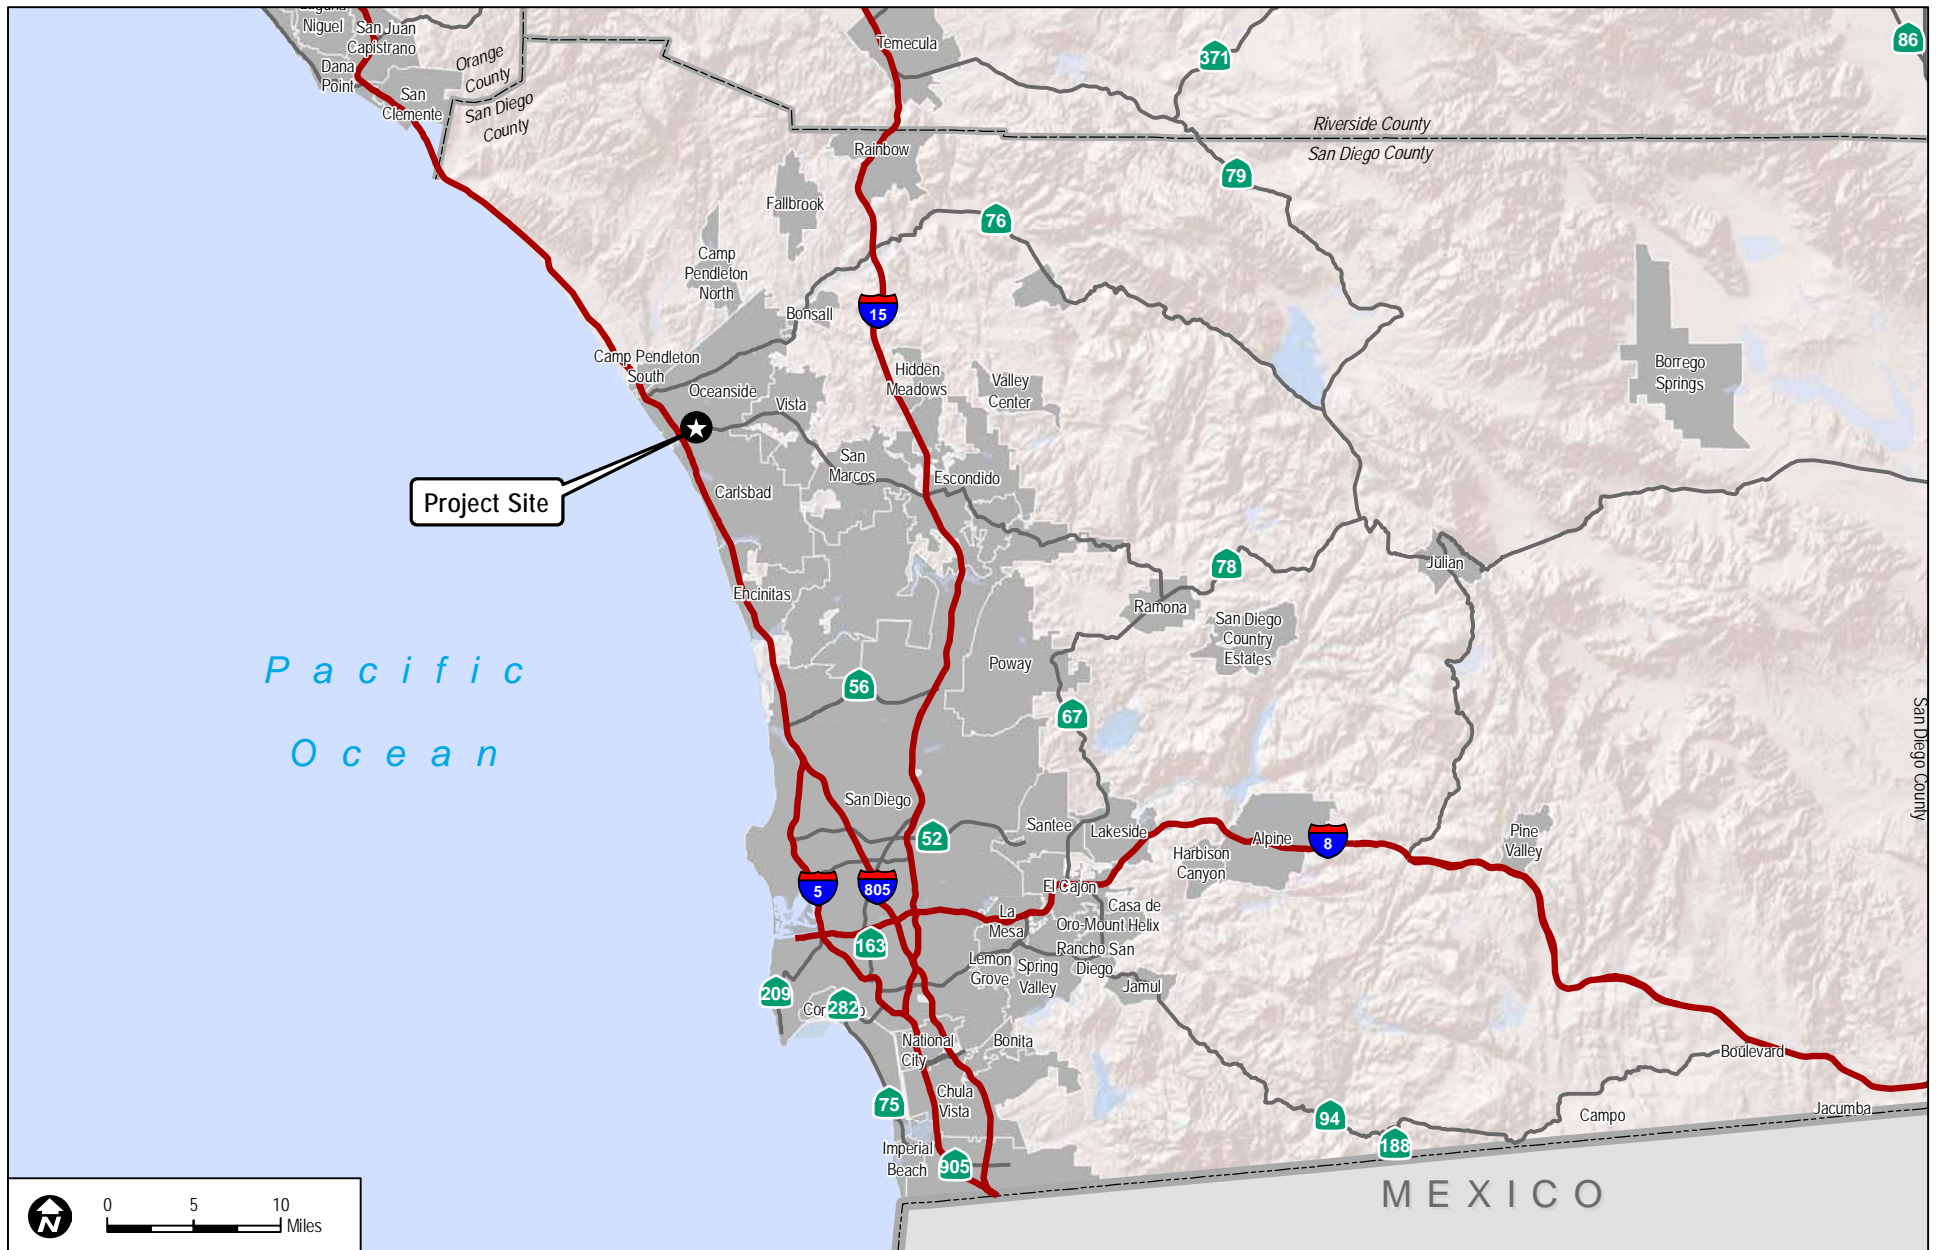 Laguna
Niguel
San Juan
Capistrano
Dana
Point
San
Clemente
Orange
County
San Diego
County
Temecula
371
86
Riverside County
San Diego County
Rainbow
79
Fallbrook
76
Camp
Pendleton
North
Bonsall
15
Camp Pendleton
South
Oceanside
Vista
Hidden
Meadows
Valley
Center
Borrego
Springs
San
Marcos
Escondido
Carlsbad
Project Site
78
Julian
Encinitas
Ramona
San Diego
Country
Estates
Pacific
Ocean
Poway
56
67
San Diego County
San Diego
52
Santee
Lakeside
Alpine
8
Pine
Valley
Harbison
Canyon
5
805
El Cajon
La
Mesa
Casa de
Oro-Mount Helix
163
Rancho San
Diego
Lemon
Grove
Spring
Valley
Jamul
209
282
National
City
Bonita
Boulevard
75
Chula
Vista
94
188
Campo
Jacumba
Imperial
Beach
905
MEXICO
N
0 5 10
Miles